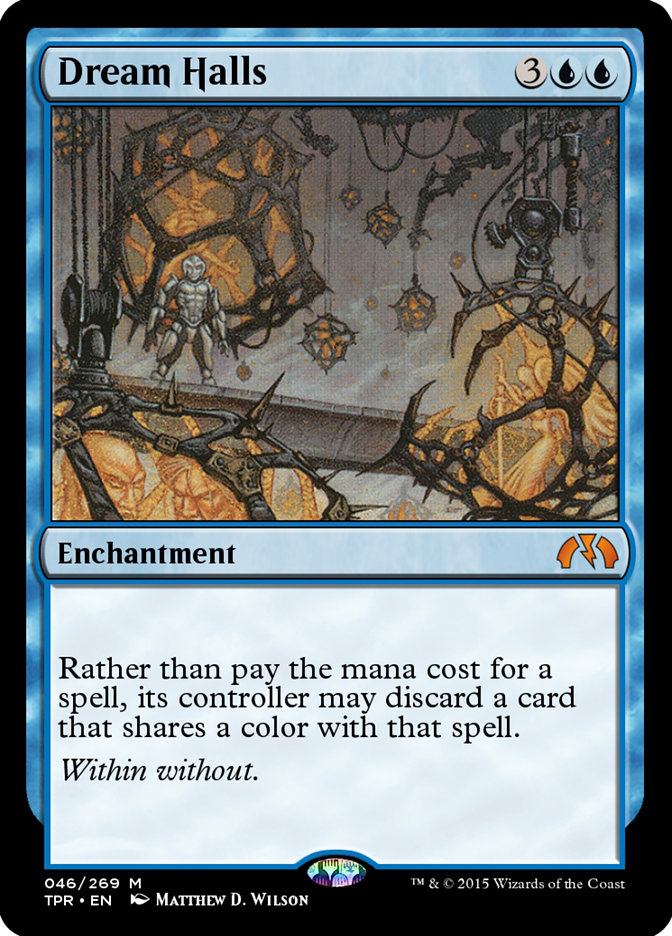 Dream Halls 3
Enchantment
Rather than pay the mana cost for a
spell, its controller may discard a card
that shares a color with that spell.
Within without.
046/269 M
TPR • EN Matthew D. Wilson
™ & © 2015 Wizards of the Coast